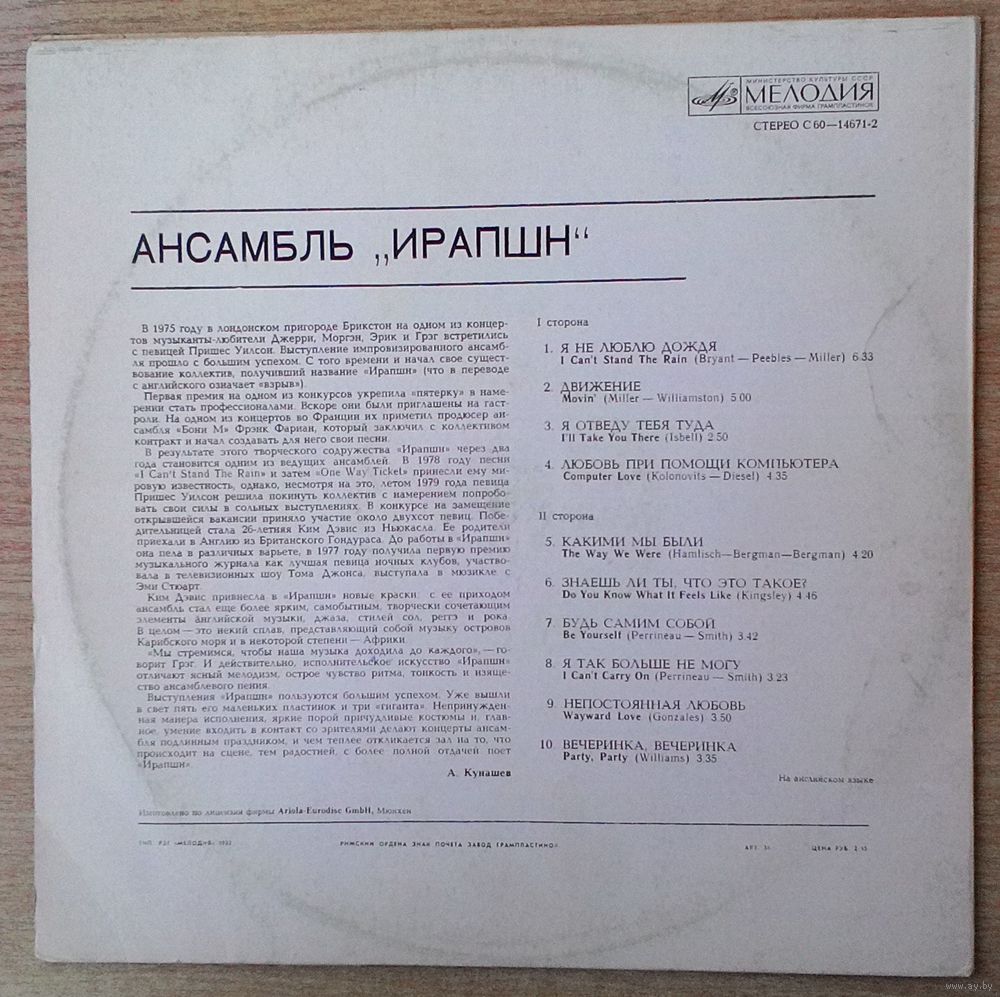 МИНИСТЕРСТВО КУЛЬТУРЫ СССР
МЕЛОДИЯ
ВСЕСОЮЗНАЯ ФИРМА ГРАМПЛАСТИНОК
СТЕРЕО С 60—14671-2
АНСАМБЛЬ „ИРАПШН“
В 1975 году в лондонском пригороде Брикстон на одном из концер-
тов музыканты-любители Джерри, Моргэн, Эрик и Грэг встретились
с певицей Пришес Уилсон. Выступление импровизированного ансамб-
ля прошло с большим успехом. С того времени и начал свое сущест-
вование коллектив, получивший название «Ирапшн» (что в переводе
с английского означает «взрыв»).
Первая премия на одном из конкурсов укрепила «пятерку» в наме-
рении стать профессионалами. Вскоре они были приглашены на гаст-
роли. На одном из концертов во Франции их приметил продюсер ан-
самбля «Бони М» Фрэнк Фариан, который заключил с коллективом
контракт и начал создавать для него свои песни.
В результате этого творческого содружества «Ирапшн» через два
года становится одним из ведущих ансамблей. В 1978 году песни
«I Can't Stand The Rain» и затем «One Way Ticket» принесли ему ми-
ровую известность, однако, несмотря на это, летом 1979 года певица
Пришес Уилсон решила покинуть коллектив с намерением попробо-
вать свои силы в сольных выступлениях. В конкурсе на замещение
открывшейся вакансии приняло участие около двухсот певиц. Побе-
дительницей стала 26-летняя Ким Дэвис из Ньюкасла. Ее родители
приехали в Англию из Британского Гондураса. До работы в «Ирапшн»
она пела в различных варьете, в 1977 году получила первую премию
музыкального журнала как лучшая певица ночных клубов, участво-
вала в телевизионных шоу Тома Джонса, выступала в мюзикле с
Эми Стюарт.
Ким Дэвис привнесла в «Ирапшн» новые краски: с ее приходом
ансамбль стал еще более ярким, самобытным, творчески сочетающим
элементы английской музыки, джаза, стилей сол, реггэ и рока.
В целом — это некий сплав, представляющий собой музыку островов
Карибского моря и в некоторой степени — Африки.
«Мы стремимся, чтобы наша музыка доходила до каждого», — го-
ворит Грэг. И действительно, исполнительское искусство «Ирапшн»
отличают ясный мелодизм, острое чувство ритма, тонкость и изяще-
ство ансамблевого пения.
Выступления «Ирапшн» пользуются большим успехом. Уже вышли
в свет пять его маленьких пластинок и три «гиганта». Непринужден-
ная манера исполнения, яркие порой причудливые костюмы и, глав-
ное, умение входить в контакт со зрителями делают концерты ансам-
бля подлинным праздником, и чем теплее откликается зал на то, что
происходит на сцене, тем радостней, с более полной отдачей поет
«Ирапшн».
А. Кунашев
I сторона
1. Я НЕ ЛЮБЛЮ ДОЖДЯ
I Can't Stand The Rain (Bryant — Peebles — Miller) 6.33
2. ДВИЖЕНИЕ
Movin' (Miller — Williamston) 5.00
3. Я ОТВЕДУ ТЕБЯ ТУДА
I'll Take You There (Isbell) 2.50
4. ЛЮБОВЬ ПРИ ПОМОЩИ КОМПЬЮТЕРА
Computer Love (Kolonovits — Diesel) 4.35
II сторона
5. КАКИМИ МЫ БЫЛИ
The Way We Were (Hamlisch—Bergman—Bergman) 4.20
6. ЗНАЕШЬ ЛИ ТЫ, ЧТО ЭТО ТАКОЕ?
Do You Know What It Feels Like (Kingsley) 4.46
7. БУДЬ САМИМ СОБОЙ
Be Yourself (Perrineau — Smith) 3.42
8. Я ТАК БОЛЬШЕ НЕ МОГУ
I Can't Carry On (Perrineau — Smith) 3.23
9. НЕПОСТОЯННАЯ ЛЮБОВЬ
Wayward Love (Gonzales) 3.50
10. ВЕЧЕРИНКА, ВЕЧЕРИНКА
Party, Party (Williams) 3.35
На английском языке
Изготовлено по лицензии фирмы Ariola-Eurodisc GmbH, Мюнхен
РИЖСКИЙ ОРДЕНА ЗНАК ПОЧЕТА ЗАВОД ГРАМПЛАСТИНОК
ЦЕНА РУБ. 2-15
www.ay.by